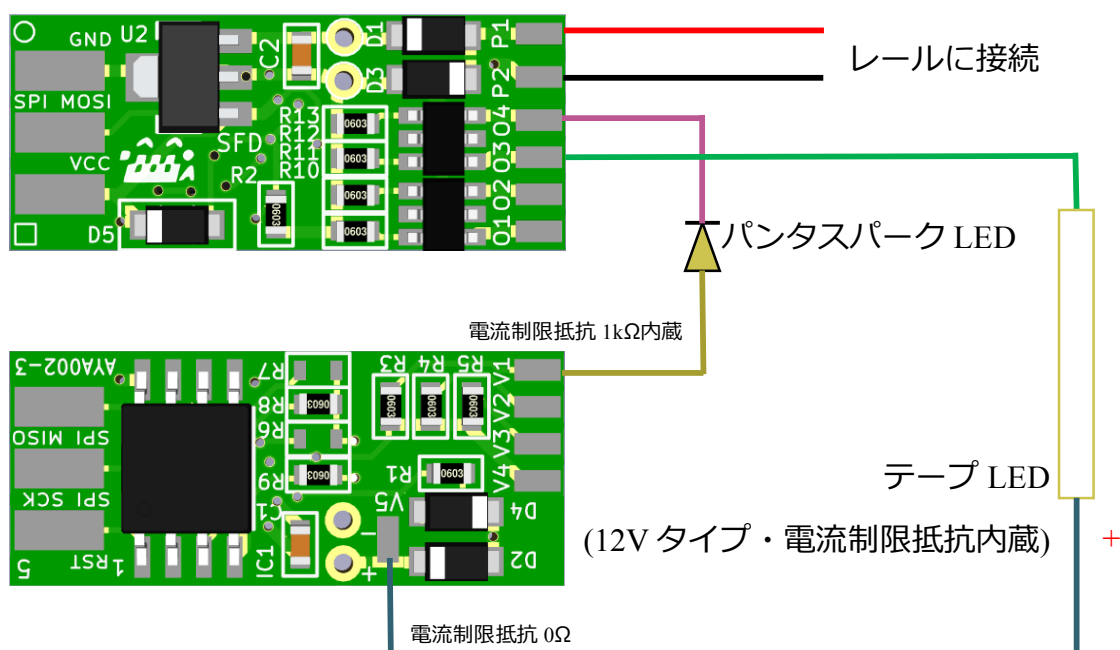 GND U2
C2
D1
P1
D3
P2
レールに接続
SPI MOSI
O4
R13
R12
SFD
R11
R10
O3
VCC
R2
O2
O1
D5
0603
0603
0603
0603
0603
パンタスパーク LED
電流制限抵抗 1kΩ内蔵
AYA002-3
R7
R3
R4
R5
V1
V2
V3
V4
R8
0603
R6
0603
0603
0603
SPI MISO
SPI SCK
R9
0603
R1
0603
V5
C1
D4
D2
−
+
IC1
5
RST
1
テープ LED
(12V タイプ・電流制限抵抗内蔵)
+
電流制限抵抗 0Ω